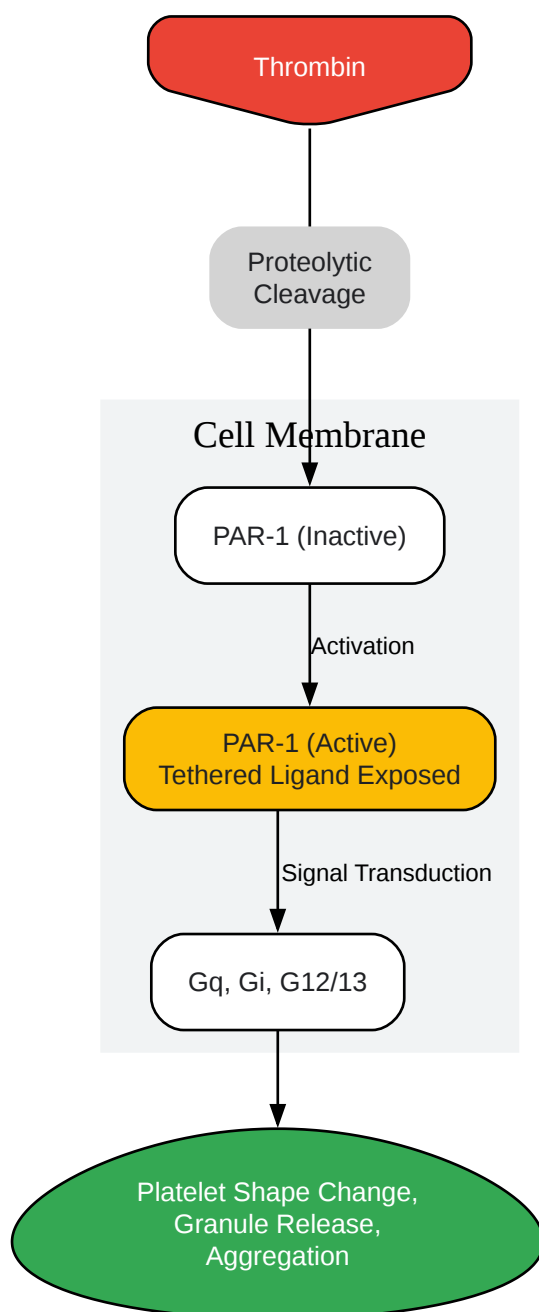 Thrombin
Proteolytic
Cleavage
Cell Membrane
PAR-1 (Inactive)
Activation
PAR-1 (Active)
Tethered Ligand Exposed
Signal Transduction
Gq, Gi, G12/13
Platelet Shape Change,
Granule Release,
Aggregation